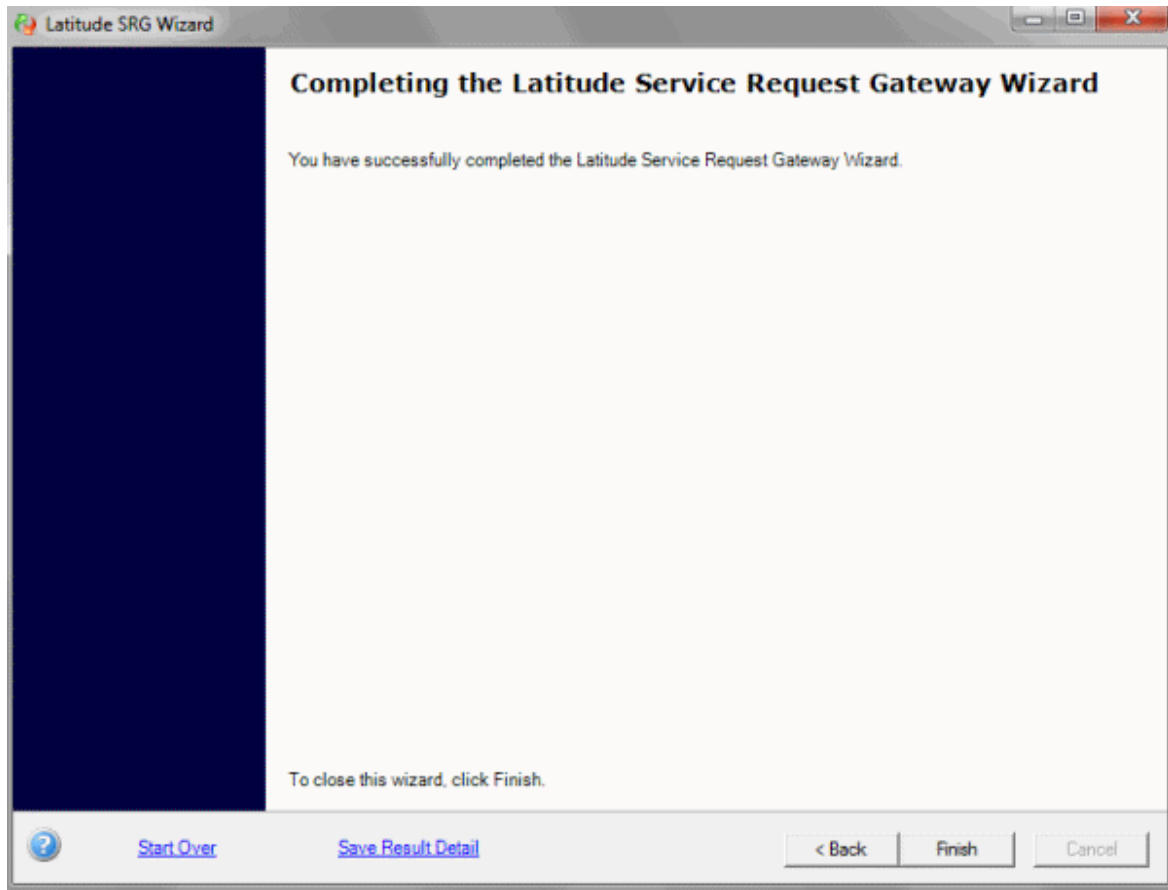 Latitude SRG Wizard
Completing the Latitude Service Request Gateway Wizard
You have successfully completed the Latitude Service Request Gateway Wizard.
To close this wizard, click Finish.
Start Over Save Result Detail < Back Finish Cancel